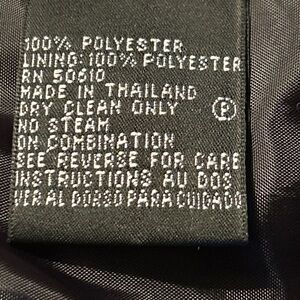 100% POLYESTER
LINING: 100% POLYESTER
RN 50610
MADE IN THAILAND
DRY CLEAN ONLY
P
NO STEAM
ON COMBINATION
SEE REVERSE FOR CARE
INSTRUCTIONS AU DOS
VER AL DORSO PARA CUIDADO